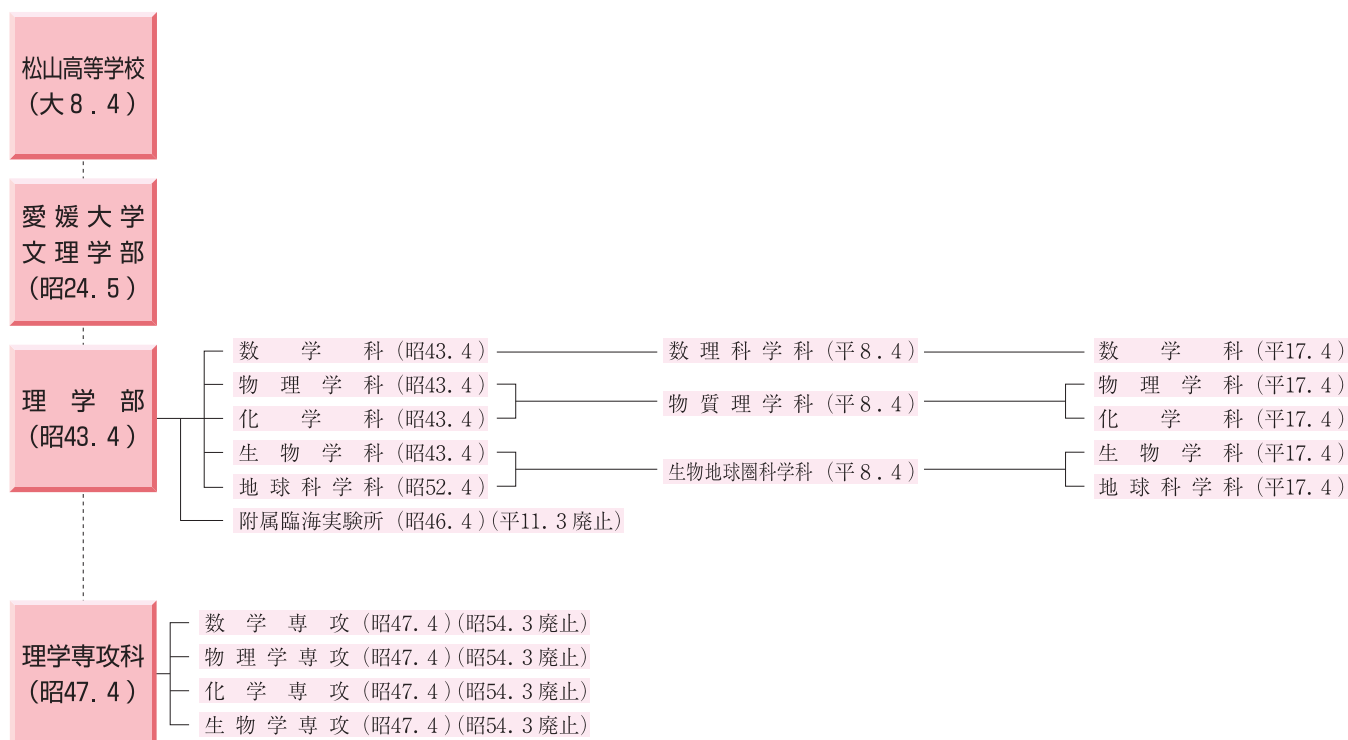 松山高等学校
(大8.4)
愛媛大学
文理学部
(昭24.5)
理学部
(昭43.4)
数学科(昭43.4)
数理科学科(平8.4)
数学科(平17.4)
物理学科(昭43.4)
物質理学科(平8.4)
物理学科(平17.4)
化学科(昭43.4)
化学科(平17.4)
生物学科(昭43.4)
生物地球圏科学科(平8.4)
生物学科(平17.4)
地球科学科(昭52.4)
地球科学科(平17.4)
附属臨海実験所(昭46.4)(平11.3廃止)
理学専攻科
(昭47.4)
数学専攻(昭47.4)(昭54.3廃止)
物理学専攻(昭47.4)(昭54.3廃止)
化学専攻(昭47.4)(昭54.3廃止)
生物学専攻(昭47.4)(昭54.3廃止)